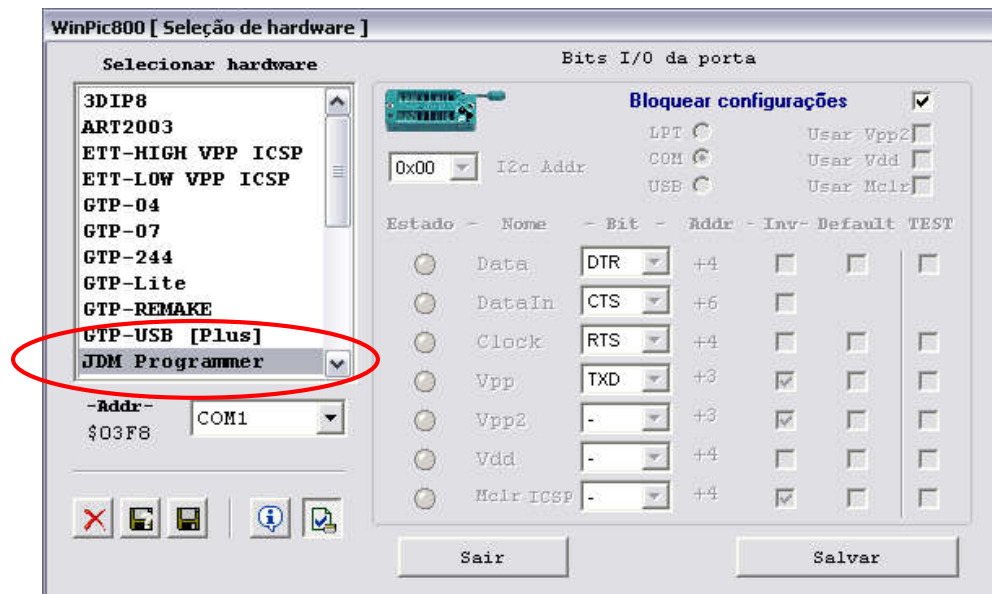 WinPic800 [ Seleção de hardware ]
Selecionar hardware
3DIP8
ART2003
ETT-HIGH VPP ICSP
ETT-LOW VPP ICSP
GTP-04
GTP-07
GTP-244
GTP-Lite
GTP-REMAKE
GTP-USB [Plus]
JDM Programmer
-Addr-
$03F8
COM1
Bits I/O da porta
Bloquear configurações
0x00 I2c Addr
LPT
COM
USB
Usar Vpp2
Usar Vdd
Usar Mclr
Estado - Nome - Bit - Addr - Inv- Default TEST
Data DTR +4
DataIn CTS +6
Clock RTS +4
Vpp TXD +3
Vpp2 - +3
Vdd - +4
Mclr ICSP - +4
Sair
Salvar